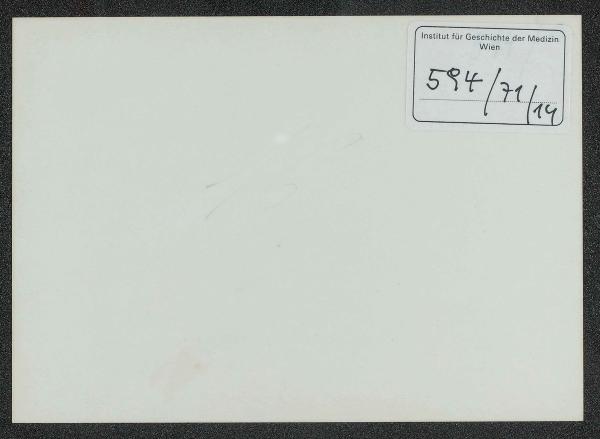 Institut für Geschichte der Medizin
Wien
594/71/14